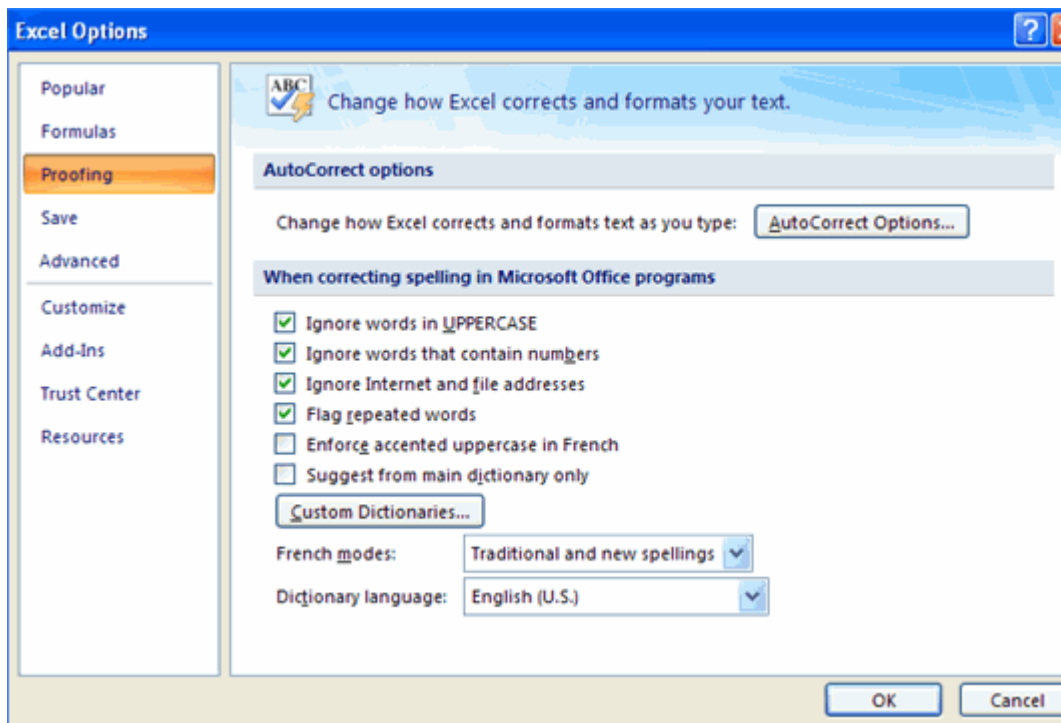 Excel Options
?
Popular
Formulas
Proofing
Save
Advanced
Customize
Add-Ins
Trust Center
Resources
ABC
Change how Excel corrects and formats your text.
AutoCorrect options
Change how Excel corrects and formats text as you type: AutoCorrect Options...
When correcting spelling in Microsoft Office programs
Ignore words in UPPERCASE
Ignore words that contain numbers
Ignore Internet and file addresses
Flag repeated words
Enforce accented uppercase in French
Suggest from main dictionary only
Custom Dictionaries...
French modes: Traditional and new spellings
Dictionary language: English (U.S.)
OK Cancel